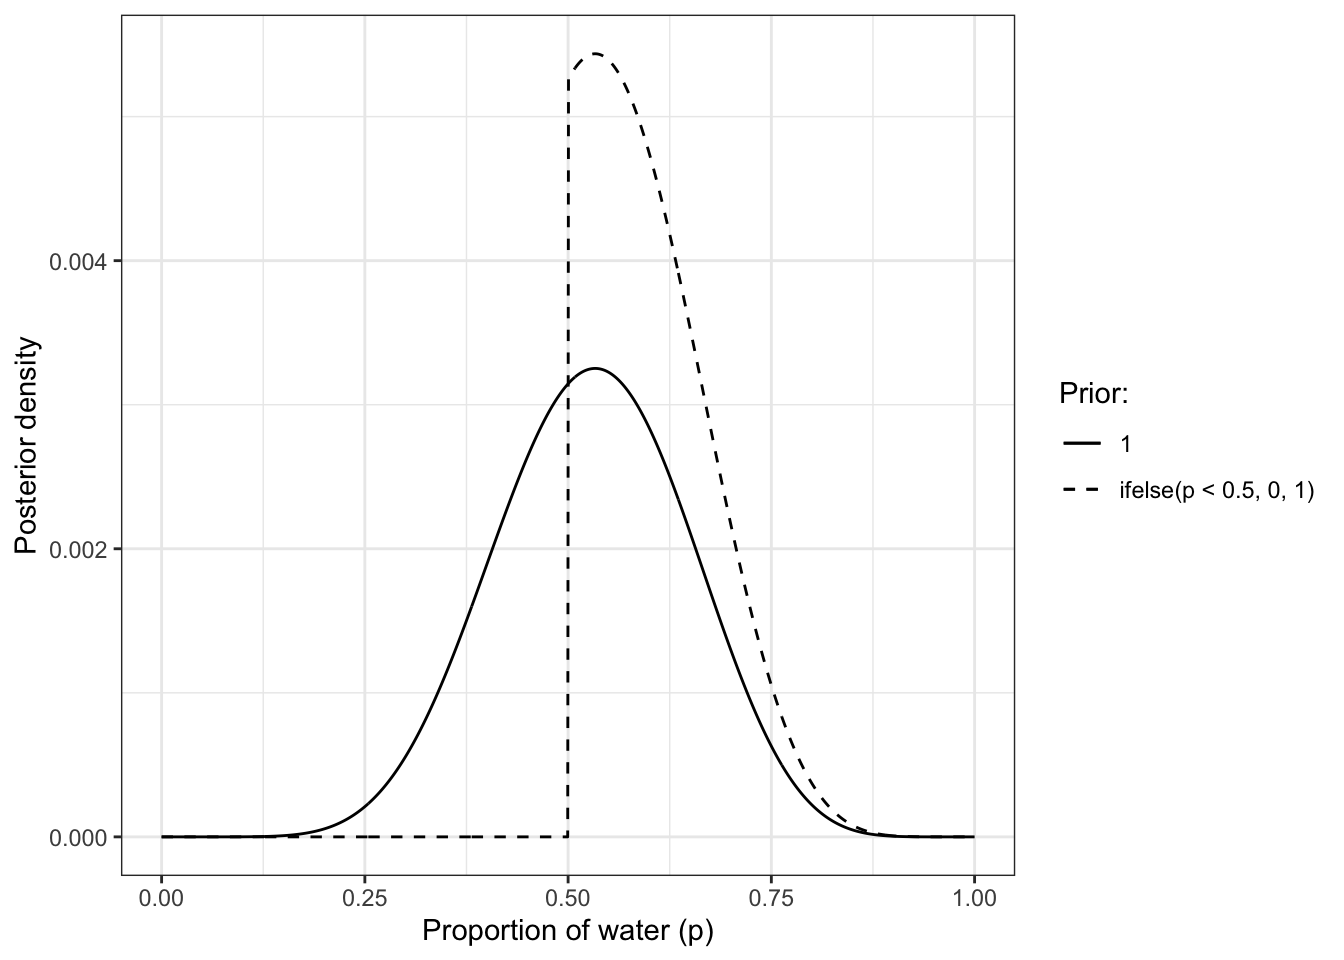 Posterior density
0.004
0.002
0.000
0.00 0.25 0.50 0.75 1.00
Proportion of water (p)
Prior:
1
ifelse(p < 0.5, 0, 1)